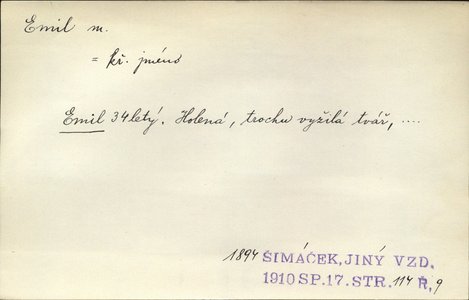 Emil m.
= kř. jméno
Emil 34letý. Holená, trochu vyžilá tvář, ....
1894 ŠIMÁČEK, JINÝ VZD.
1910 SP. 17. STR. 114 Ř. 9